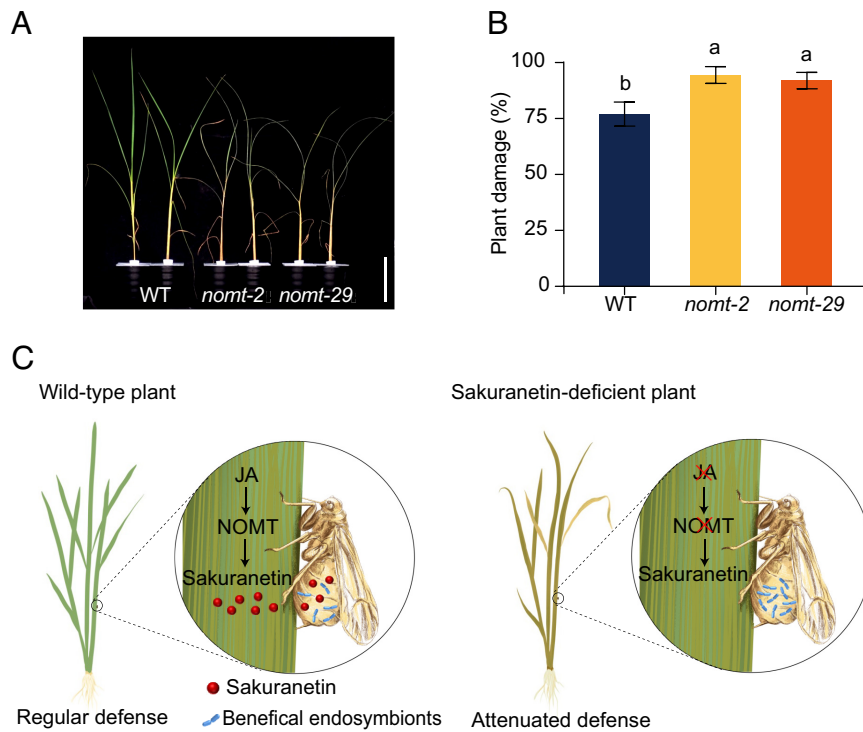 A
WT
nomt-2
nomt-29
B
Plant damage (%)
100
75
50
25
0
b
a
a
WT
nomt-2
nomt-29
C
Wild-type plant
JA
NOMT
Sakuranetin
Regular defense
Sakuranetin
Benefical endosymbionts
Sakuranetin-deficient plant
JA
NOMT
Sakuranetin
Attenuated defense